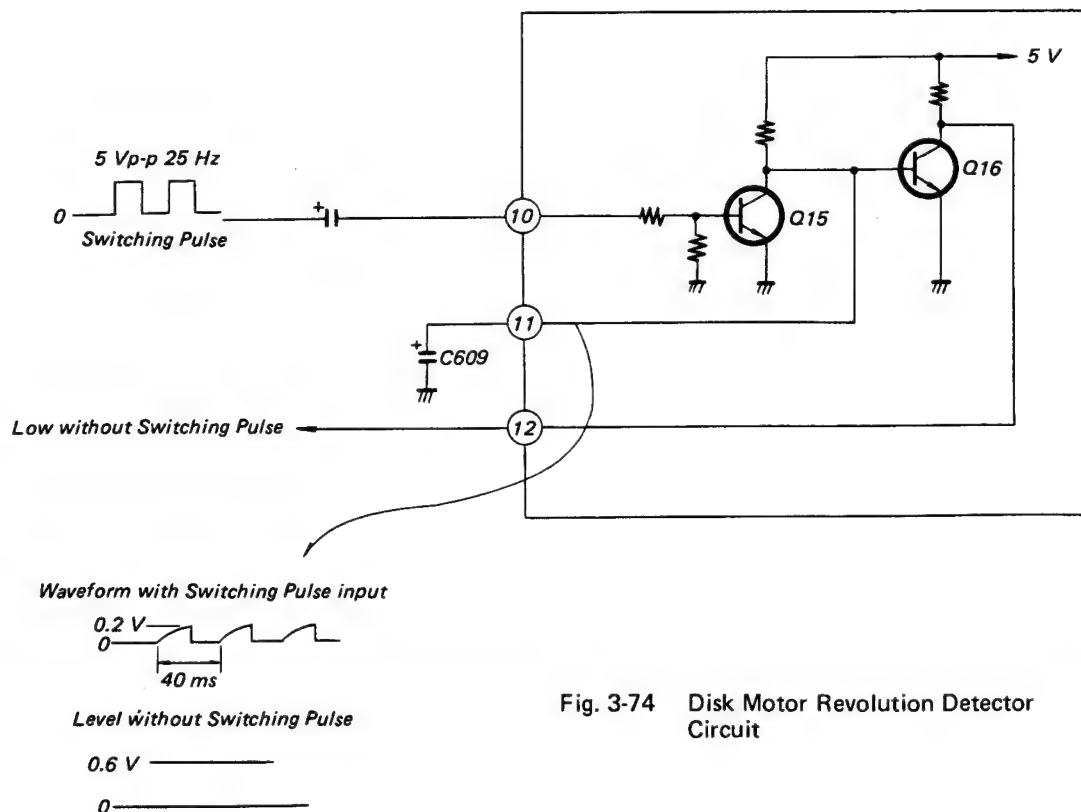 5 V
5 Vp-p 25 Hz
0
Switching Pulse
+
10
Q15
Q16
11
+
C609
Low without Switching Pulse
12
Waveform with Switching Pulse input
0.2 V
0
40 ms
Level without Switching Pulse
0.6 V
0
Fig. 3-74 Disk Motor Revolution Detector
Circuit